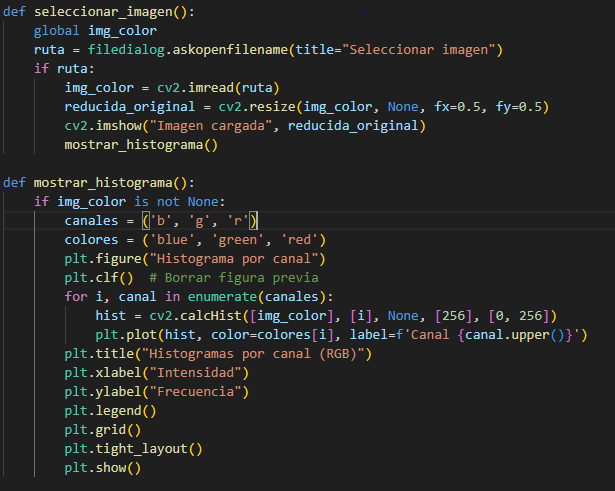 def seleccionar_imagen():
    global img_color
    ruta = filedialog.askopenfilename(title="Seleccionar imagen")
    if ruta:
        img_color = cv2.imread(ruta)
        reducida_original = cv2.resize(img_color, None, fx=0.5, fy=0.5)
        cv2.imshow("Imagen cargada", reducida_original)
        mostrar_histograma()

def mostrar_histograma():
    if img_color is not None:
        canales = ('b', 'g', 'r')
        colores = ('blue', 'green', 'red')
        plt.figure("Histograma por canal")
        plt.clf()  # Borrar figura previa
        for i, canal in enumerate(canales):
            hist = cv2.calcHist([img_color], [i], None, [256], [0, 256])
            plt.plot(hist, color=colores[i], label=f'Canal {canal.upper()}')
        plt.title("Histogramas por canal (RGB)")
        plt.xlabel("Intensidad")
        plt.ylabel("Frecuencia")
        plt.legend()
        plt.grid()
        plt.tight_layout()
        plt.show()